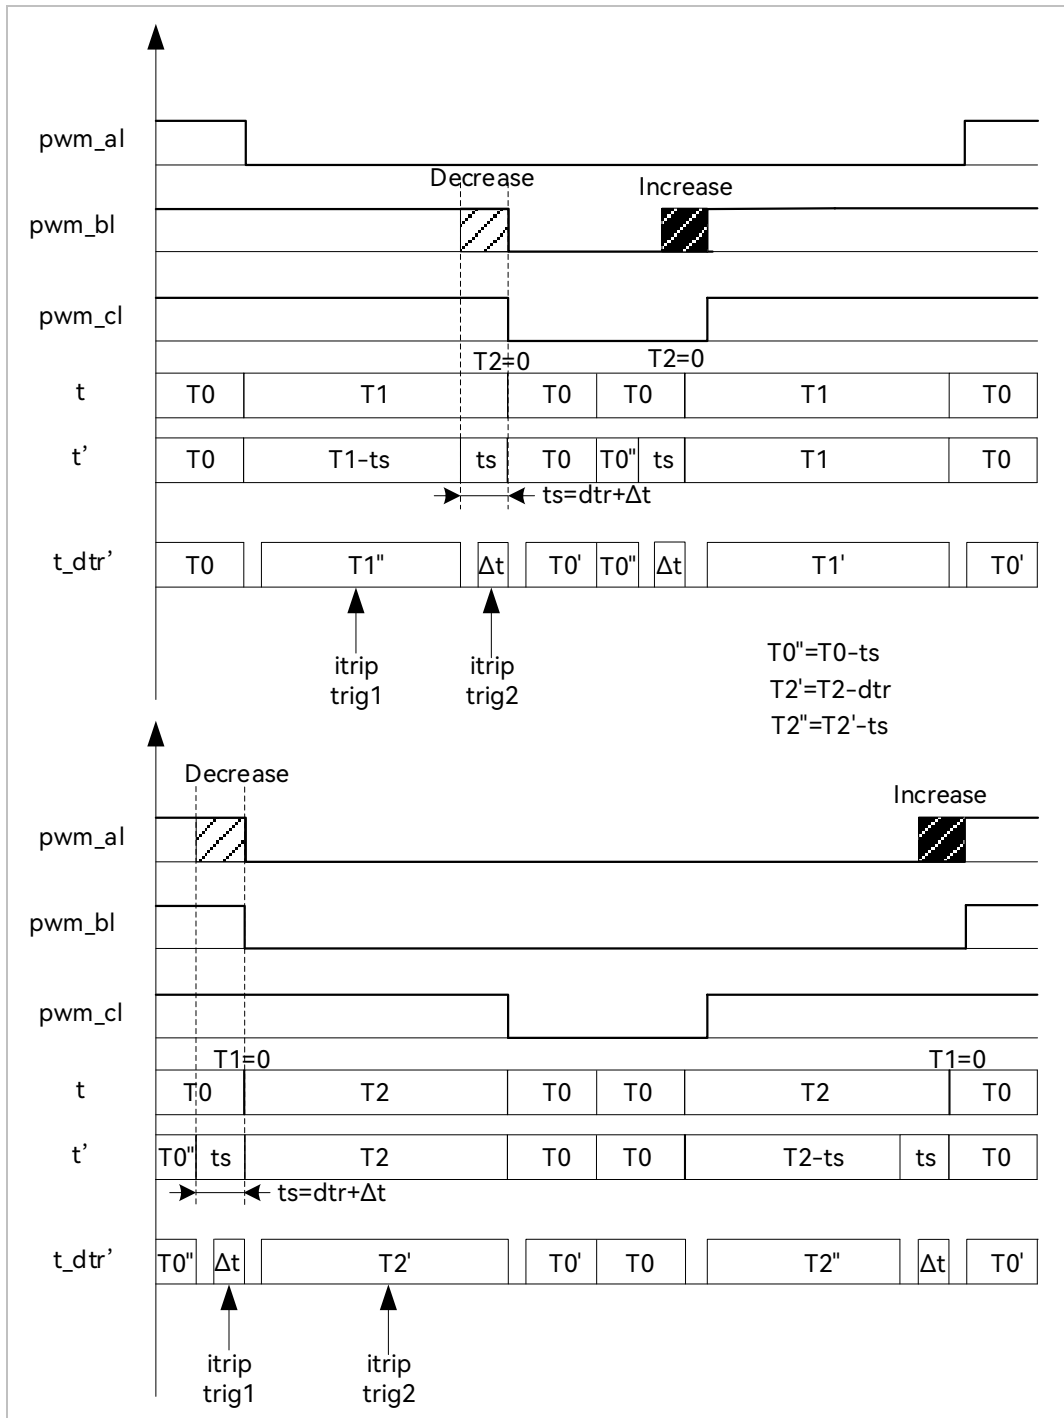 pwm_al
Decrease
Increase
pwm_bl
pwm_cl
T2=0 T2=0
t T0 T1 T0 T0 T1 T0
t’ T0 T1-ts ts T0 T0" ts T1 T0
ts=dtr+Δt
t_dtr’ T0 T1" Δt T0' T0" Δt T1' T0'
itrip itrip
trig1 trig2
T0"=T0-ts
T2'=T2-dtr
T2"=T2'-ts
Decrease
Increase
pwm_al
pwm_bl
pwm_cl
T1=0 T1=0
t T0 T2 T0 T0 T2 T0
t’ T0" ts T2 T0 T0 T2-ts ts T0
ts=dtr+Δt
t_dtr’ T0" Δt T2' T0' T0 T2" Δt T0'
itrip itrip
trig1 trig2